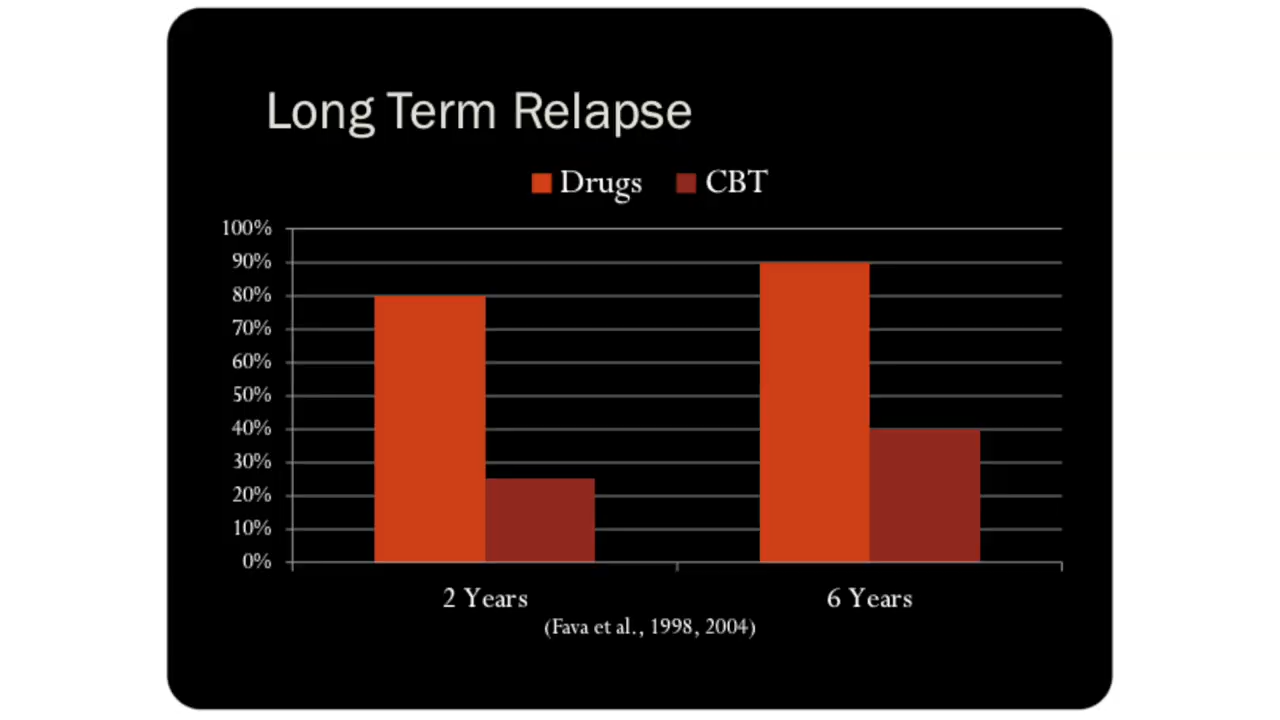 Long Term Relapse
Drugs CBT
100%
90%
80%
70%
60%
50%
40%
30%
20%
10%
0%
2 Years 6 Years
(Fava et al., 1998, 2004)